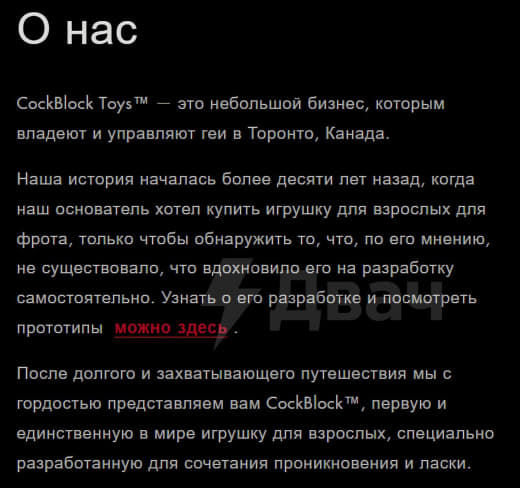 О нас
CockBlock Toys™ — это небольшой бизнес, которым
владеют и управляют геи в Торонто, Канада.
Наша история началась более десяти лет назад, когда
наш основатель хотел купить игрушку для взрослых для
фрота, только чтобы обнаружить то, что, по его мнению,
не существовало, что вдохновило его на разработку
самостоятельно. Узнать о его разработке и посмотреть
прототипы можно здесь .
Двач
После долгого и захватывающего путешествия мы с
гордостью представляем вам CockBlock™, первую и
единственную в мире игрушку для взрослых, специально
разработанную для сочетания проникновения и ласки.